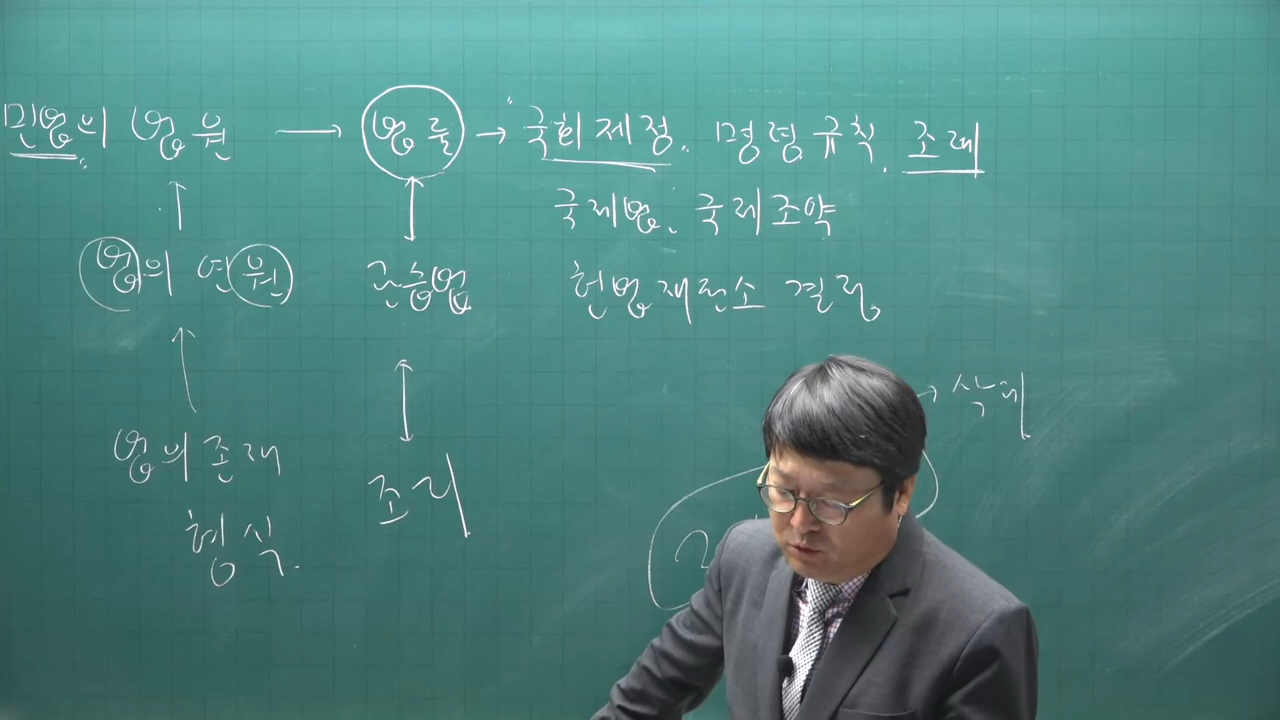 민법의 법원 → 법률 → 국회제정. 명령. 규칙. 조례
국제법. 국제조약
법의 연원
관습법
헌법재판소 결정
삭제
법의 존재
조리
형식.